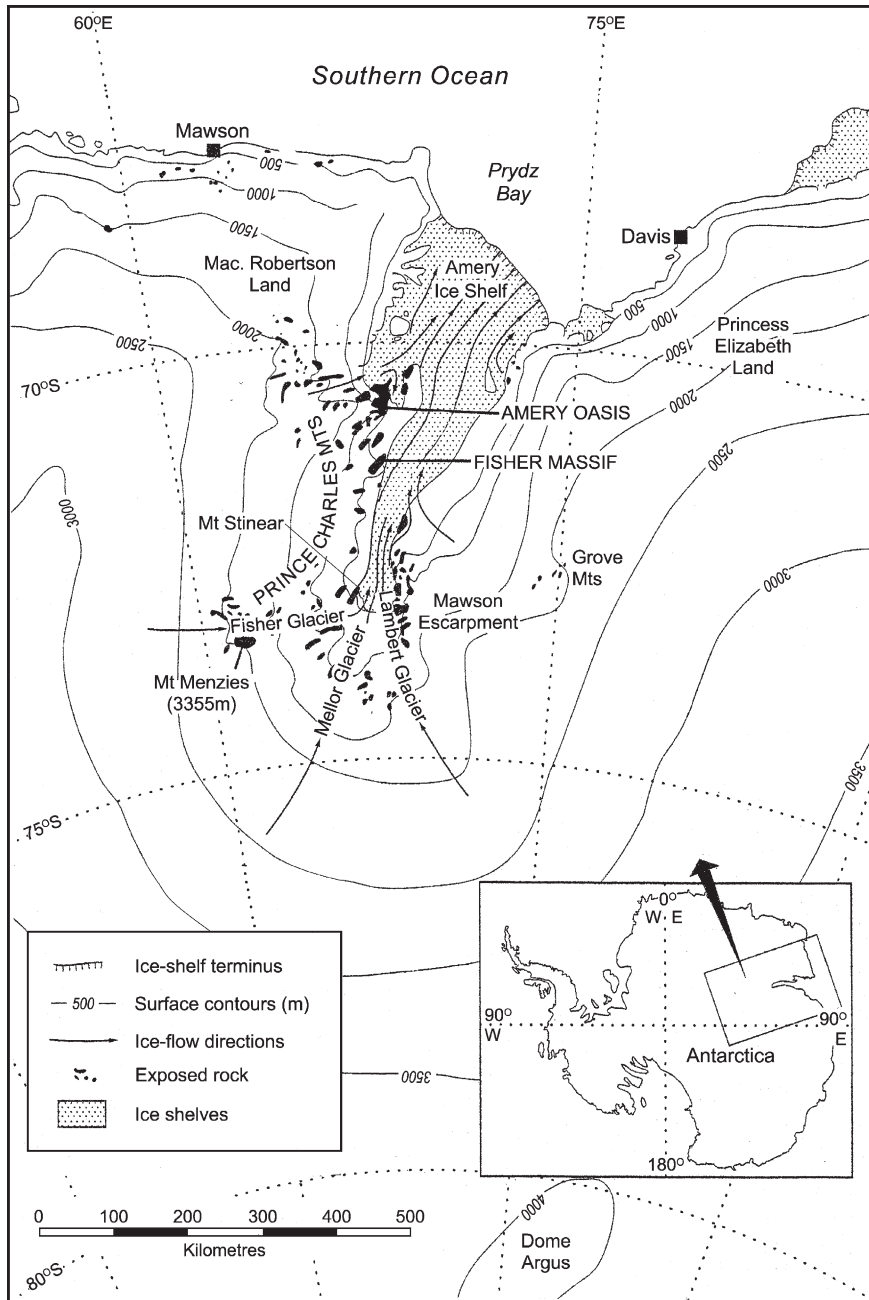 60°E
75°E
Southern Ocean
Mawson
500
1000
1500
Prydz
Bay
Davis
Mac. Robertson
Land
Amery
Ice Shelf
2000
2500
500
1000
1500
Princess
Elizabeth
Land
2000
70°S
AMERY OASIS
FISHER MASSIF
2500
PRINCE CHARLES MTS
3000
Mt Stinear
Grove
Mts
3000
Fisher Glacier
Mawson
Escarpment
Lambert Glacier
Mellor Glacier
Mt Menzies
(3355m)
3500
75°S
Ice-shelf terminus
500 Surface contours (m)
Ice-flow directions
Exposed rock
Ice shelves
0°
W E
90°
W
90°
E
Antarctica
180°
3500
4000
Dome
Argus
0 100 200 300 400 500
Kilometres
80°S